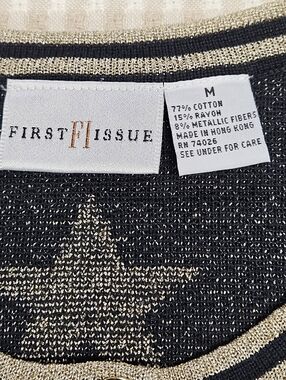 FIRST FI ISSUE
M
77% COTTON
15% RAYON
8% METALLIC FIBERS
MADE IN HONG KONG
RN 74026
SEE UNDER FOR CARE